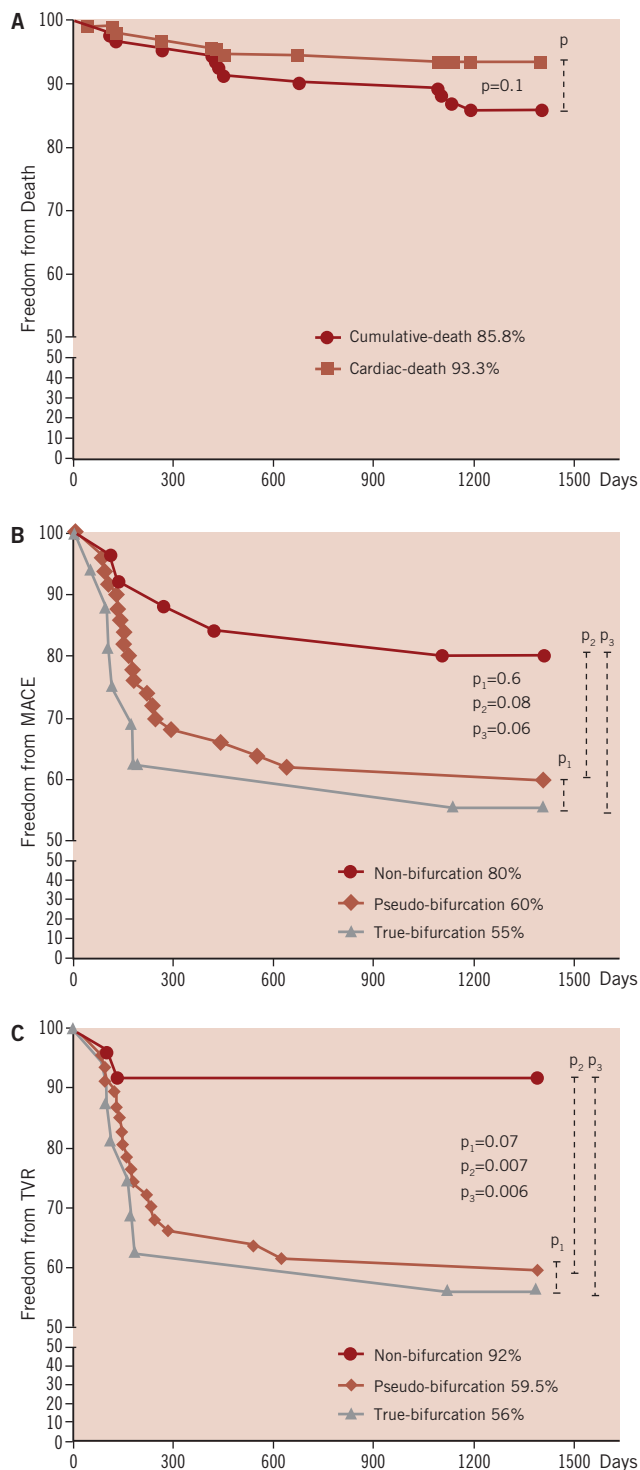 A
Freedom from Death
100
90
80
70
60
50
50
40
30
20
10
0
p
p=0.1
Cumulative-death 85.8%
Cardiac-death 93.3%
0 300 600 900 1200 1500 Days
B
Freedom from MACE
100
90
80
70
60
50
50
40
30
20
10
0
p2 p3
p1=0.6
p2=0.08
p3=0.06
p1
Non-bifurcation 80%
Pseudo-bifurcation 60%
True-bifurcation 55%
0 300 600 900 1200 1500 Days
C
Freedom from TVR
100
90
80
70
60
50
50
40
30
20
10
0
p2 p3
p1=0.07
p2=0.007
p3=0.006
p1
Non-bifurcation 92%
Pseudo-bifurcation 59.5%
True-bifurcation 56%
0 300 600 900 1200 1500 Days